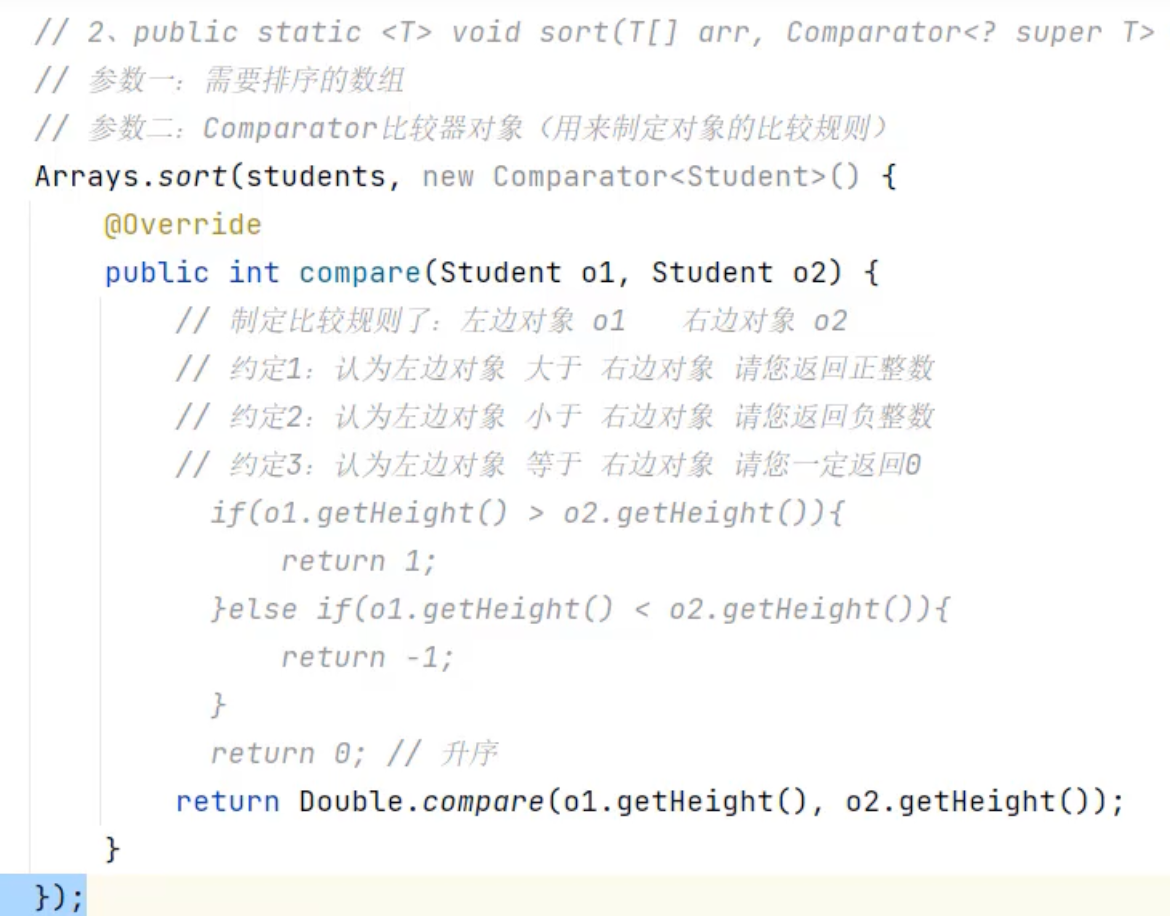 // 2、public static <T> void sort(T[] arr, Comparator<? super T>
// 参数一：需要排序的数组
// 参数二：Comparator比较器对象（用来制定对象的比较规则）
Arrays.sort(students, new Comparator<Student>() {
@Override
public int compare(Student o1, Student o2) {
// 制定比较规则了：左边对象 o1 右边对象 o2
// 约定1：认为左边对象 大于 右边对象 请您返回正整数
// 约定2：认为左边对象 小于 右边对象 请您返回负整数
// 约定3：认为左边对象 等于 右边对象 请您一定返回0
if(o1.getHeight() > o2.getHeight()){
return 1;
}else if(o1.getHeight() < o2.getHeight()){
return -1;
}
return 0; // 升序
return Double.compare(o1.getHeight(), o2.getHeight());
}
});